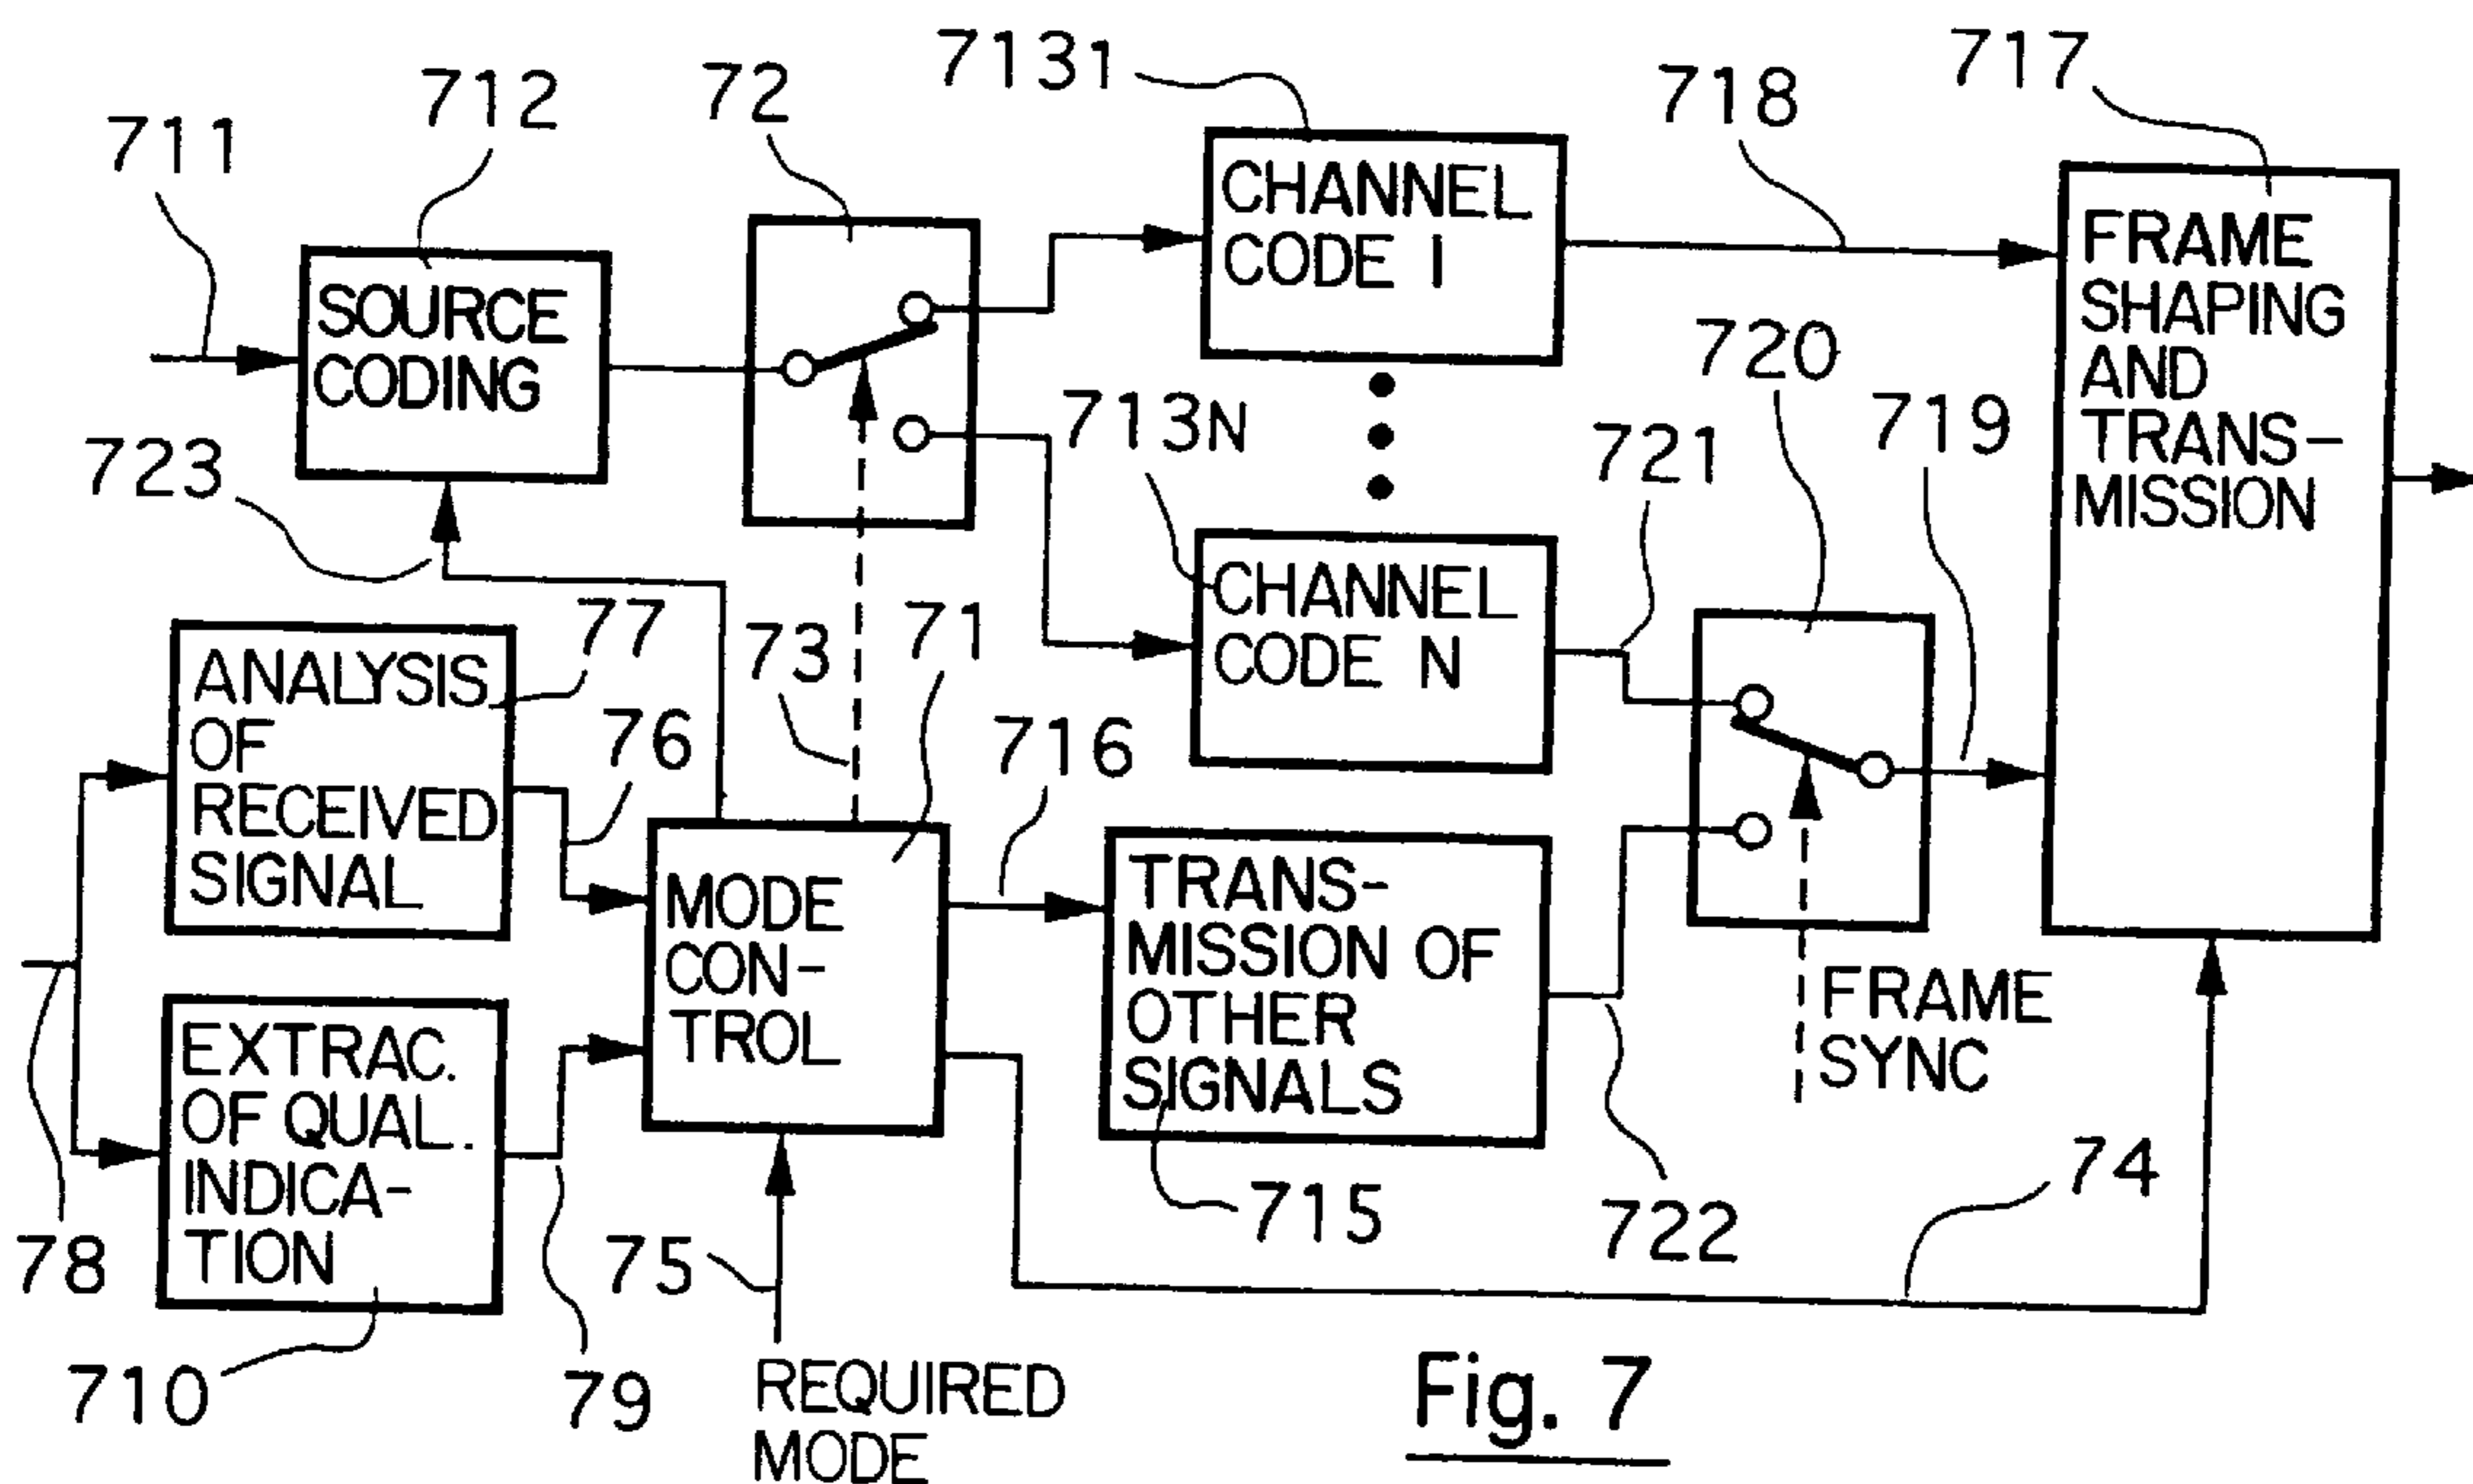 711
712
72
7131
718
717
SOURCE
CODING
CHANNEL
CODE 1
FRAME
SHAPING
AND
TRANS-
MISSION
723
713N
720
721
719
CHANNEL
CODE N
77
ANALYSIS
OF
RECEIVED
SIGNAL
76
73
71
716
MODE
CON-
TROL
TRANS-
MISSION OF
OTHER
SIGNALS
FRAME
SYNC
EXTRAC.
OF QUAL.
INDICA-
TION
78
710
79
75
REQUIRED
MODE
715
722
74
Fig. 7